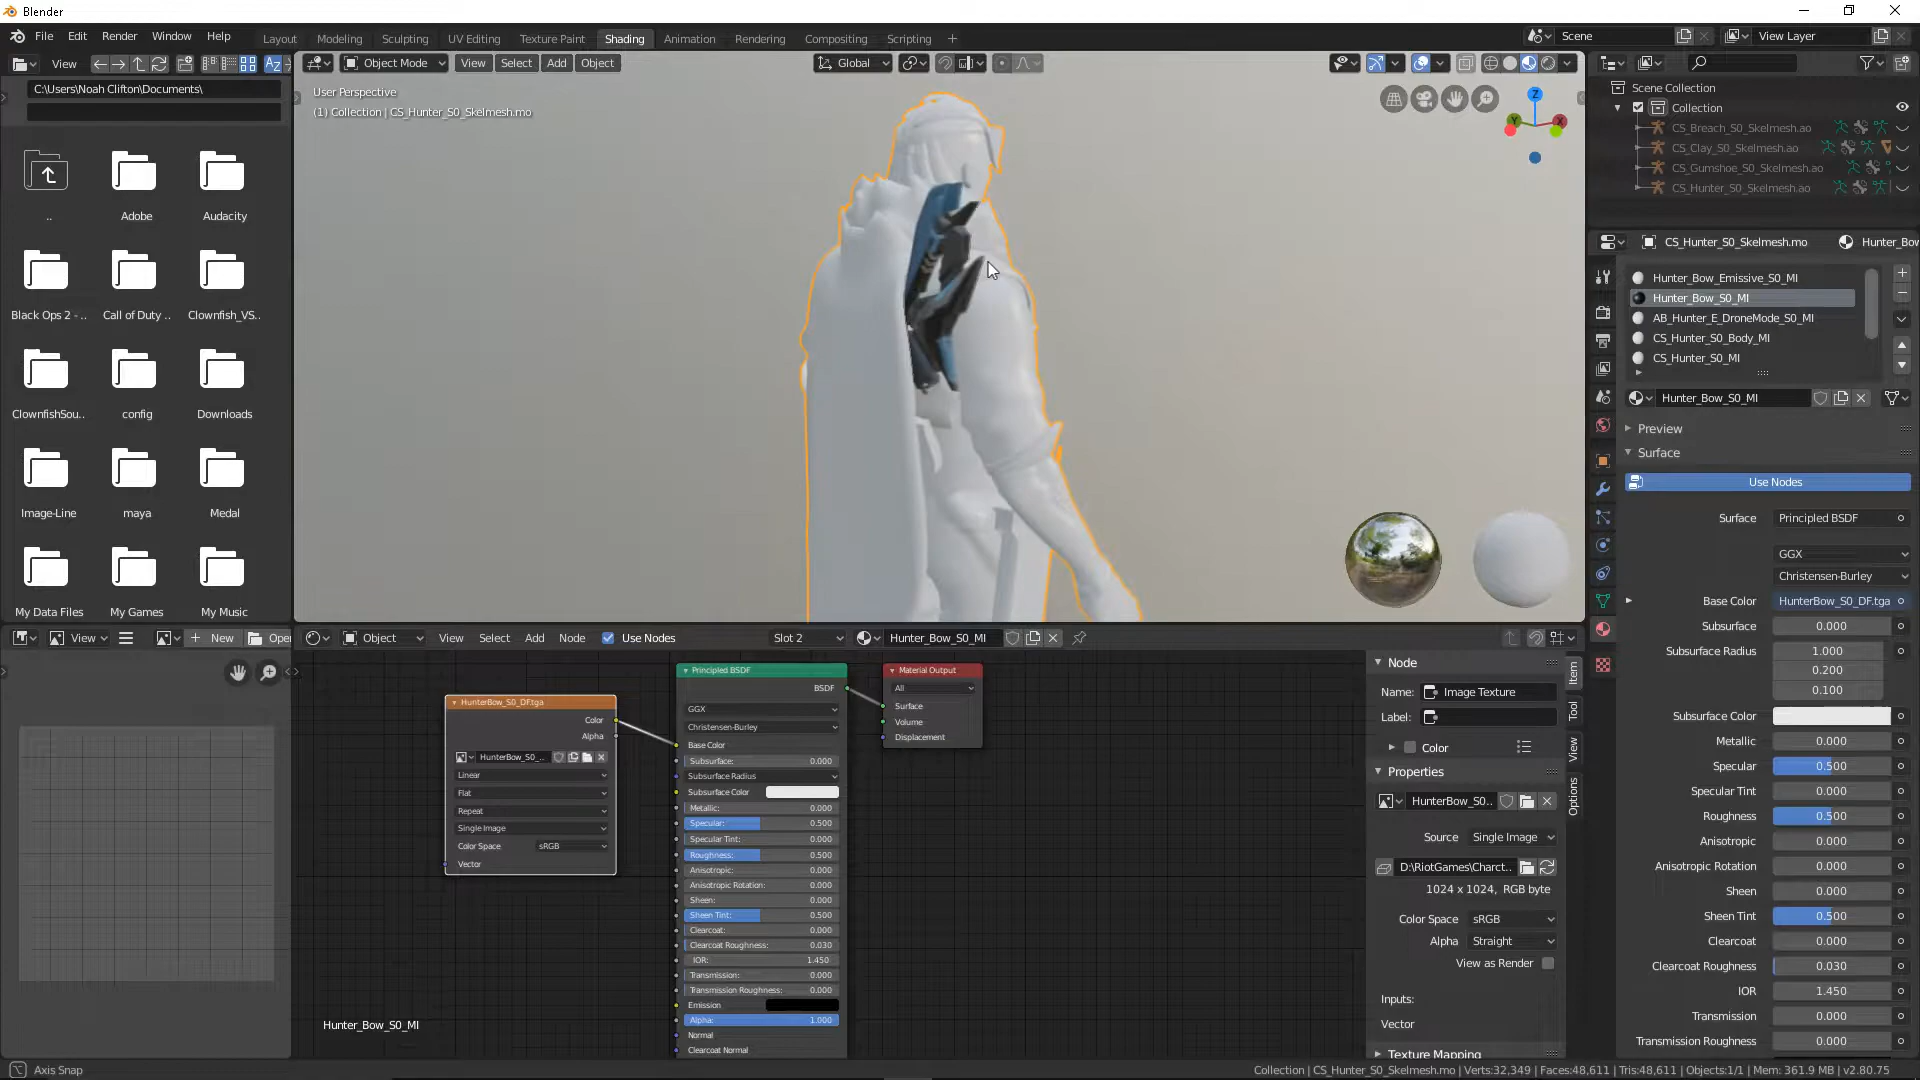 Blender
File Edit Render Window Help
Layout Modeling Sculpting UV Editing Texture Paint Shading Animation Rendering Compositing Scripting
Scene
View Layer
View
Object Mode View Select Add Object
Global
C:\Users\Noah Clifton\Documents\
User Perspective
(1) Collection | CS_Hunter_S0_Skelmesh.mo
..
Adobe
Audacity
Black Ops 2 - ..
Call of Duty ..
Clownfish_VS..
ClownfishSou..
config
Downloads
Image-Line
maya
Medal
My Data Files
My Games
My Music
Z
Y
X
Scene Collection
Collection
CS_Breach_S0_Skelmesh.ao
CS_Clay_S0_Skelmesh.ao
CS_Gumshoe_S0_Skelmesh.ao
CS_Hunter_S0_Skelmesh.ao
CS_Hunter_S0_Skelmesh.mo
Hunter_Bow
Hunter_Bow_Emissive_S0_MI
Hunter_Bow_S0_MI
AB_Hunter_E_DroneMode_S0_MI
CS_Hunter_S0_Body_MI
CS_Hunter_S0_MI
Hunter_Bow_S0_MI
Preview
Surface
Use Nodes
Surface Principled BSDF
GGX
Christensen-Burley
Base Color HunterBow_S0_DF.tga
Subsurface 0.000
Subsurface Radius 1.000
0.200
0.100
Subsurface Color
Metallic 0.000
Specular 0.500
Specular Tint 0.000
Roughness 0.500
Anisotropic 0.000
Anisotropic Rotation 0.000
Sheen 0.000
Sheen Tint 0.500
Clearcoat 0.000
Clearcoat Roughness 0.030
IOR 1.450
Transmission 0.000
Transmission Roughness 0.000
View New Open
Object View Select Add Node Use Nodes Slot 2 Hunter_Bow_S0_MI
HunterBow_S0_DF.tga
Color
Alpha
HunterBow_S0_...
Linear
Flat
Repeat
Single Image
Color Space sRGB
Vector
Principled BSDF
BSDF
GGX
Christensen-Burley
Base Color
Subsurface: 0.000
Subsurface Radius
Subsurface Color
Metallic: 0.000
Specular: 0.500
Specular Tint: 0.000
Roughness: 0.500
Anisotropic: 0.000
Anisotropic Rotation: 0.000
Sheen: 0.000
Sheen Tint: 0.500
Clearcoat: 0.000
Clearcoat Roughness: 0.030
IOR: 1.450
Transmission: 0.000
Transmission Roughness: 0.000
Emission
Alpha: 1.000
Normal
Clearcoat Normal
Material Output
All
Surface
Volume
Displacement
Hunter_Bow_S0_MI
Node
Name: Image Texture
Label:
Color
Properties
HunterBow_S0..
Source Single Image
D:\RiotGames\Charct..
1024 x 1024, RGB byte
Color Space sRGB
Alpha Straight
View as Render
Inputs:
Vector
Texture Mapping
Item
Tool
View
Options
Axis Snap
Collection | CS_Hunter_S0_Skelmesh.mo | Verts:32,349 | Faces:48,611 | Tris:48,611 | Objects:1/1 | Mem: 361.9 MB | v2.80.75